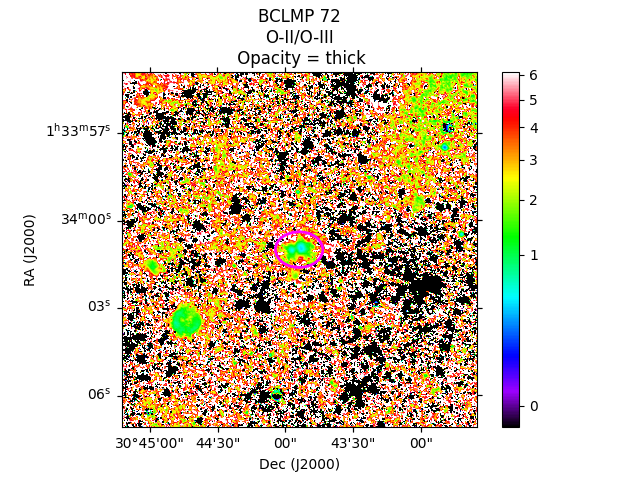 BCLMP 72
O-II/O-III
Opacity = thick
6
5
4
3
2
1
0
1ʰ33ᵐ57ˢ
34ᵐ00ˢ
03ˢ
06ˢ
RA (J2000)
30°45'00" 44'30" 00" 43'30" 00"
Dec (J2000)